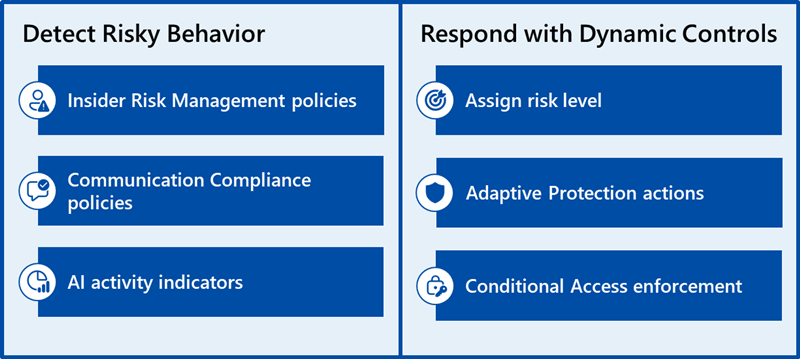 Detect Risky Behavior
Insider Risk Management policies
Communication Compliance
policies
AI activity indicators
Respond with Dynamic Controls
Assign risk level
Adaptive Protection actions
Conditional Access enforcement